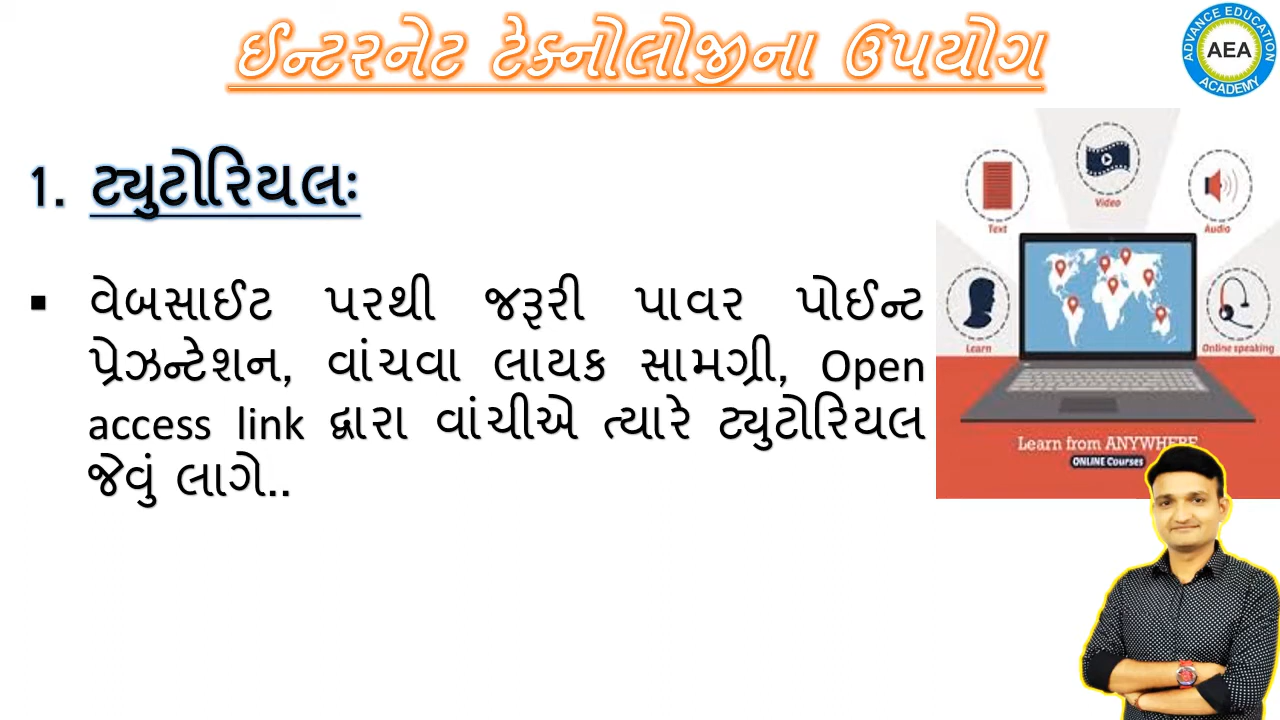 ઈન્ટરનેટ ટેક્નોલોજીના ઉપયોગ
ADVANCE EDUCATION
AEA
ACADEMY
1. ટ્યુટોરિયલઃ
▪ વેબસાઈટ પરથી જરૂરી પાવર પોઈન્ટ
પ્રેઝન્ટેશન, વાંચવા લાયક સામગ્રી, Open
access link દ્વારા વાંચીએ ત્યારે ટ્યુટોરિયલ
જેવું લાગે..
Video
Text
Audio
Learn
Online speaking
Learn from ANYWHERE
ONLINE Courses